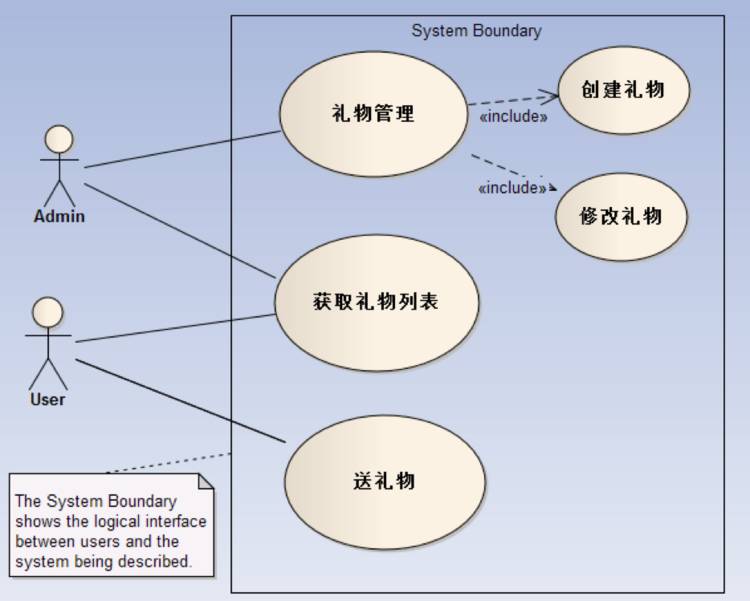 System Boundary
礼物管理
创建礼物
«include»
«include»
修改礼物
Admin
获取礼物列表
User
送礼物
The System Boundary
shows the logical interface
between users and the
system being described.